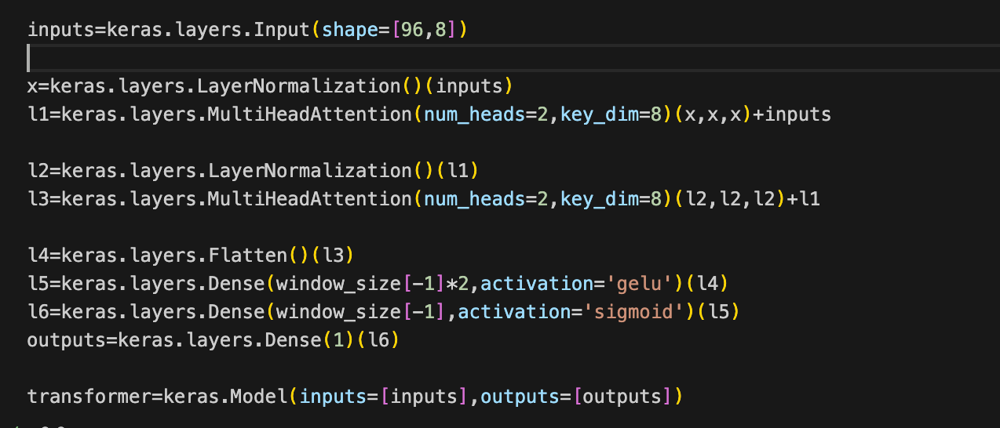 inputs=keras.layers.Input(shape=[96,8])
x=keras.layers.LayerNormalization()(inputs)
l1=keras.layers.MultiHeadAttention(num_heads=2,key_dim=8)(x,x,x)+inputs
l2=keras.layers.LayerNormalization()(l1)
l3=keras.layers.MultiHeadAttention(num_heads=2,key_dim=8)(l2,l2,l2)+l1
l4=keras.layers.Flatten()(l3)
l5=keras.layers.Dense(window_size[-1]*2,activation='gelu')(l4)
l6=keras.layers.Dense(window_size[-1],activation='sigmoid')(l5)
outputs=keras.layers.Dense(1)(l6)
transformer=keras.Model(inputs=[inputs],outputs=[outputs])